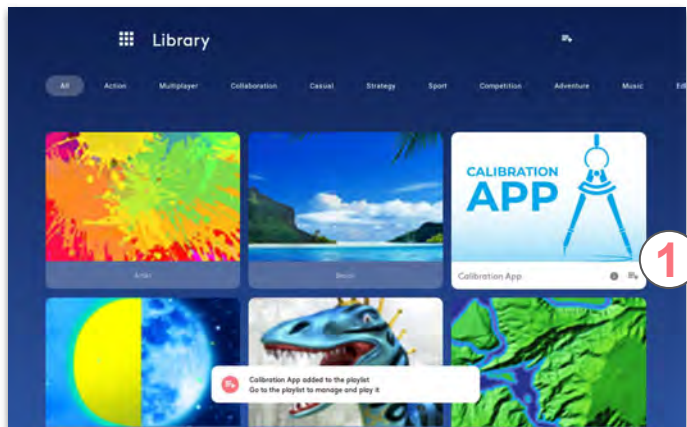 Library
All Action Multiplayer Collaboration Casual Strategy Sport Competition Adventure Music Ed
CALIBRATION
APP
Calibration App
1
Calibration App added to the playlist
Go to the playlist to manage and play it